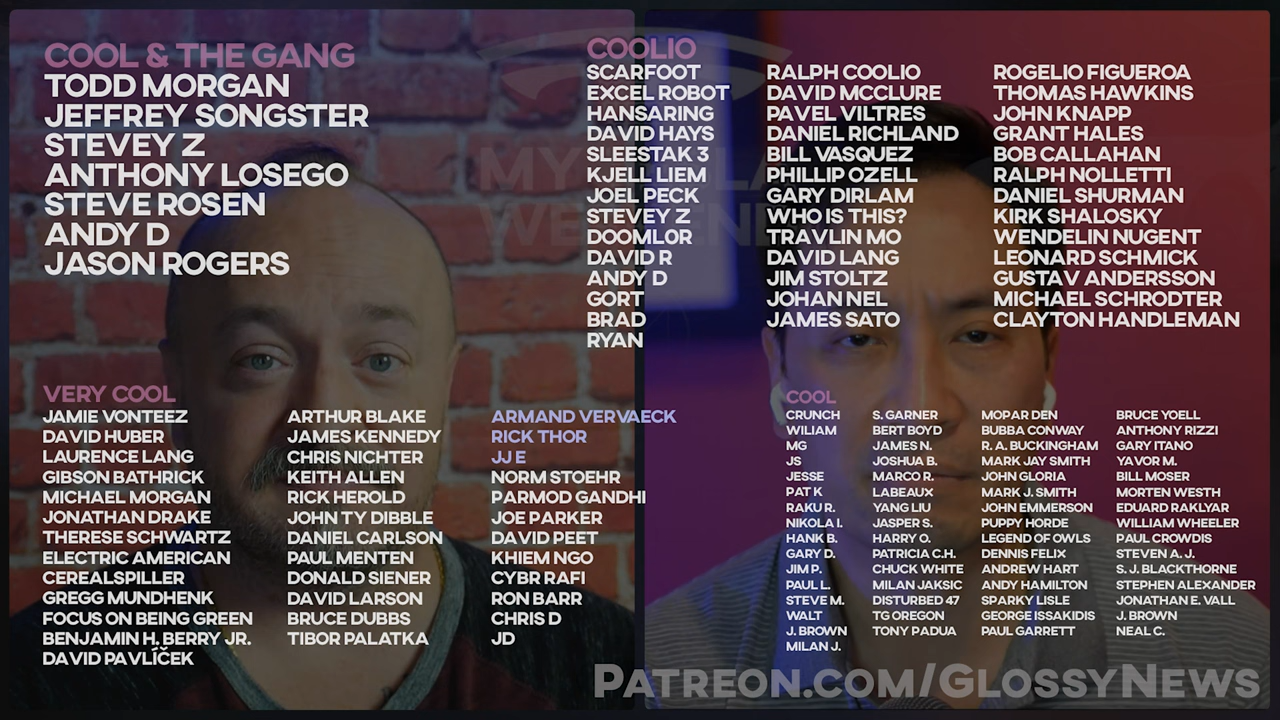 COOL & THE GANG
TODD MORGAN
JEFFREY SONGSTER
STEVEY Z
ANTHONY LOSEGO
STEVE ROSEN
ANDY D
JASON ROGERS
COOLIO
SCARFOOT
EXCEL ROBOT
HANSARING
DAVID HAYS
SLEESTAK 3
KJELL LIEM
JOEL PECK
STEVEY Z
DOOMLOR
DAVID R
ANDY D
GORT
BRAD
RYAN
RALPH COOLIO
DAVID MCCLURE
PAVEL VILTRES
DANIEL RICHLAND
BILL VASQUEZ
PHILLIP OZELL
GARY DIRLAM
WHO IS THIS?
TRAVLIN MO
DAVID LANG
JIM STOLTZ
JOHAN NEL
JAMES SATO
ROGELIO FIGUEROA
THOMAS HAWKINS
JOHN KNAPP
GRANT HALES
BOB CALLAHAN
RALPH NOLLETTI
DANIEL SHURMAN
KIRK SHALOSKY
WENDELIN NUGENT
LEONARD SCHMICK
GUSTAV ANDERSSON
MICHAEL SCHRODTER
CLAYTON HANDLEMAN
VERY COOL
JAMIE VONTEEZ
DAVID HUBER
LAURENCE LANG
GIBSON BATHRICK
MICHAEL MORGAN
JONATHAN DRAKE
THERESE SCHWARTZ
ELECTRIC AMERICAN
CEREALSPILLER
GREGG MUNDHENK
FOCUS ON BEING GREEN
BENJAMIN H. BERRY JR.
DAVID PAVLÍČEK
ARTHUR BLAKE
JAMES KENNEDY
CHRIS NICHTER
KEITH ALLEN
RICK HEROLD
JOHN TY DIBBLE
DANIEL CARLSON
PAUL MENTEN
DONALD SIENER
DAVID LARSON
BRUCE DUBBS
TIBOR PALATKA
ARMAND VERVAECK
RICK THOR
JJ E
NORM STOEHR
PARMOD GANDHI
JOE PARKER
DAVID PEET
KHIEM NGO
CYBR RAFI
RON BARR
CHRIS D
JD
COOL
CRUNCH
WILIAM
MG
JS
JESSE
PAT K
RAKU R.
NIKOLA I.
HANK B.
GARY D.
JIM P.
PAUL L.
STEVE M.
WALT
J. BROWN
MILAN J.
S. GARNER
BERT BOYD
JAMES N.
JOSHUA B.
MARCO R.
LABEAUX
YANG LIU
JASPER S.
HARRY O.
PATRICIA C.H.
CHUCK WHITE
MILAN JAKSIC
DISTURBED 47
TG OREGON
TONY PADUA
MOPAR DEN
BUBBA CONWAY
R. A. BUCKINGHAM
MARK JAY SMITH
JOHN GLORIA
MARK J. SMITH
JOHN EMMERSON
PUPPY HORDE
LEGEND OF OWLS
DENNIS FELIX
ANDREW HART
ANDY HAMILTON
SPARKY LISLE
GEORGE ISSAKIDIS
PAUL GARRETT
BRUCE YOELL
ANTHONY RIZZI
GARY ITANO
YAVOR M.
BILL MOSER
MORTEN WESTH
EDUARD RAKLYAR
WILLIAM WHEELER
PAUL CROWDIS
STEVEN A. J.
S. J. BLACKTHORNE
STEPHEN ALEXANDER
JONATHAN E. VALL
J. BROWN
NEAL C.
PATREON.COM/GLOSSYNEWS